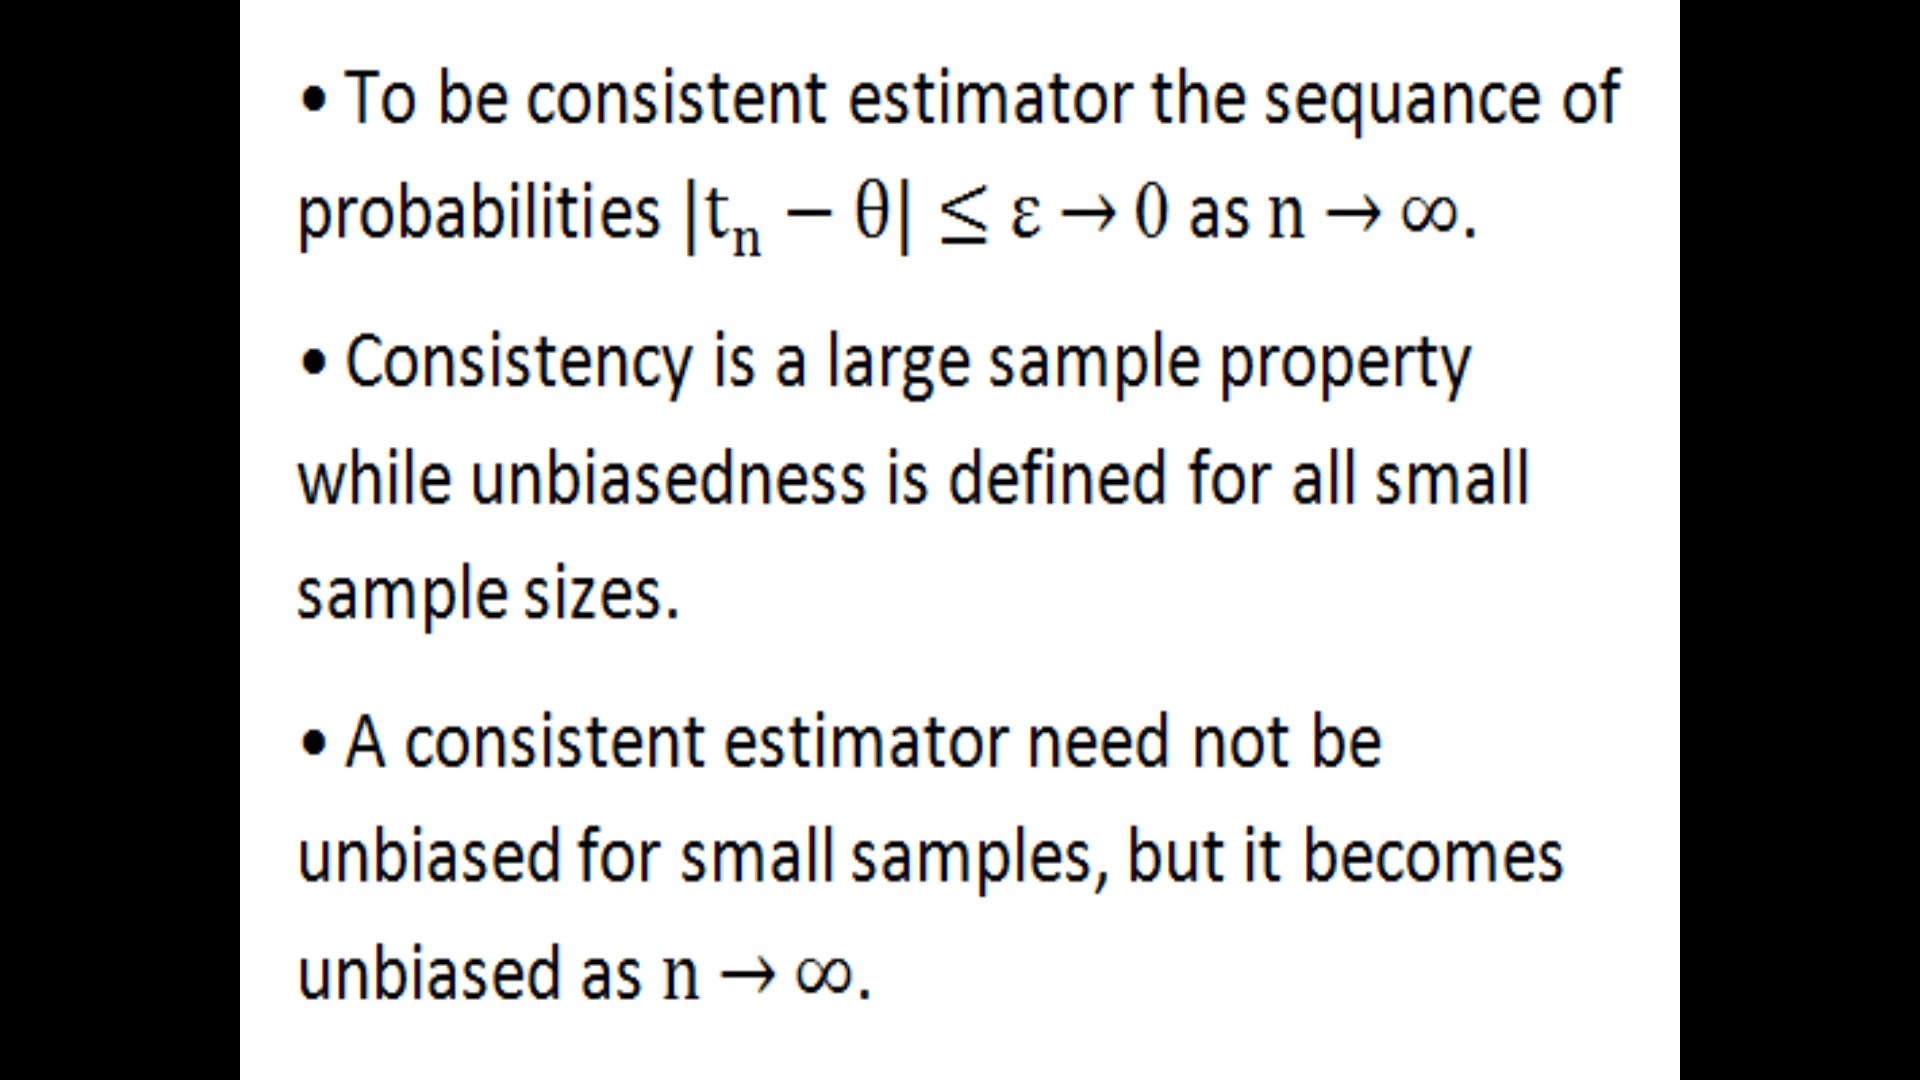 • To be consistent estimator the sequance of
probabilities |tₙ − θ| ≤ ε → 0 as n → ∞.
• Consistency is a large sample property
while unbiasedness is defined for all small
sample sizes.
• A consistent estimator need not be
unbiased for small samples, but it becomes
unbiased as n → ∞.